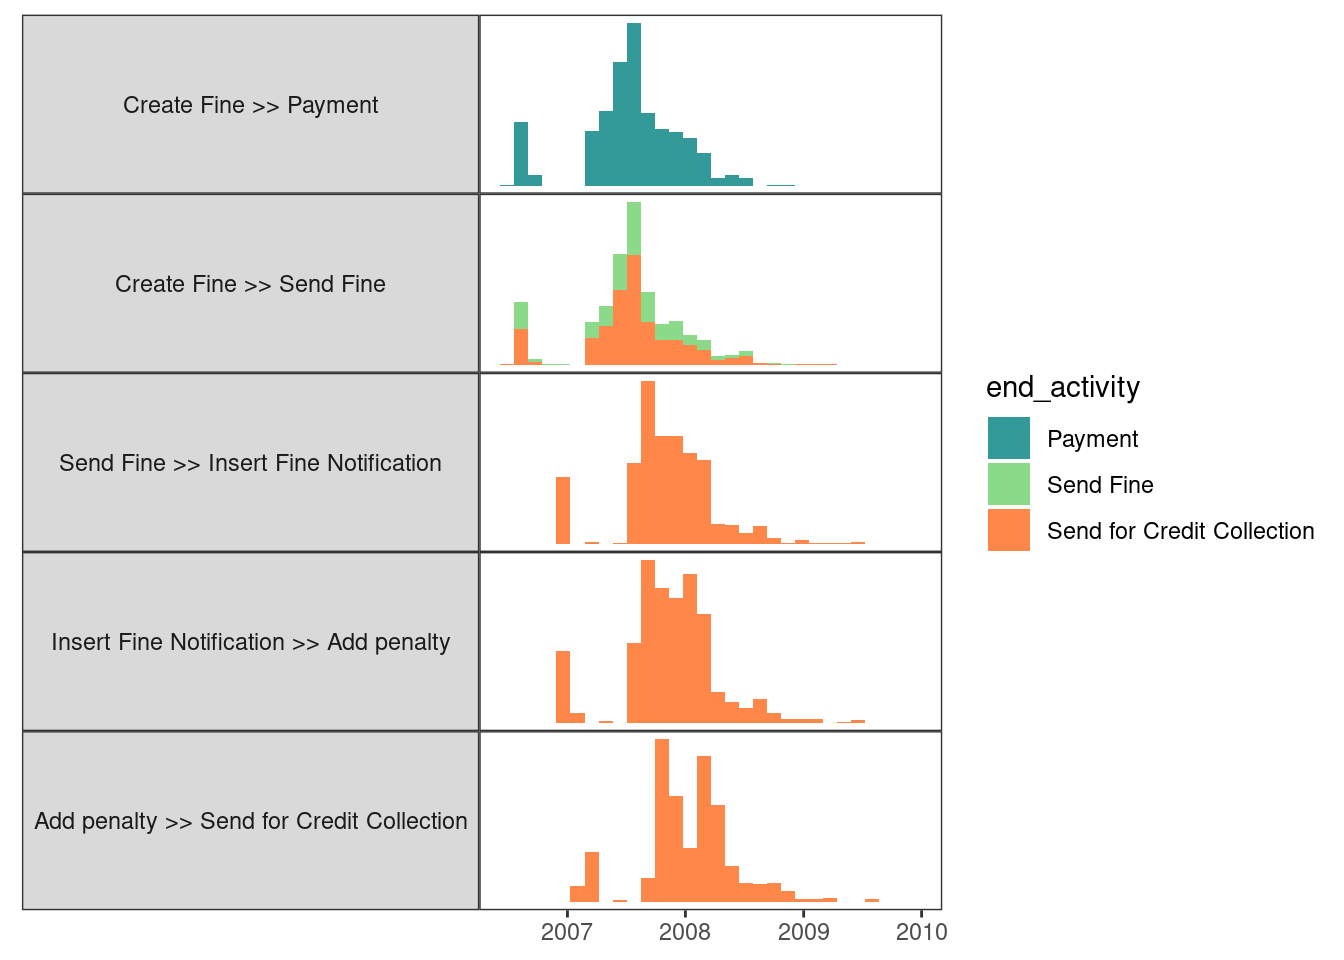 Create Fine >> Payment
Create Fine >> Send Fine
Send Fine >> Insert Fine Notification
Insert Fine Notification >> Add penalty
Add penalty >> Send for Credit Collection
2007 2008 2009 2010
end_activity
Payment
Send Fine
Send for Credit Collection